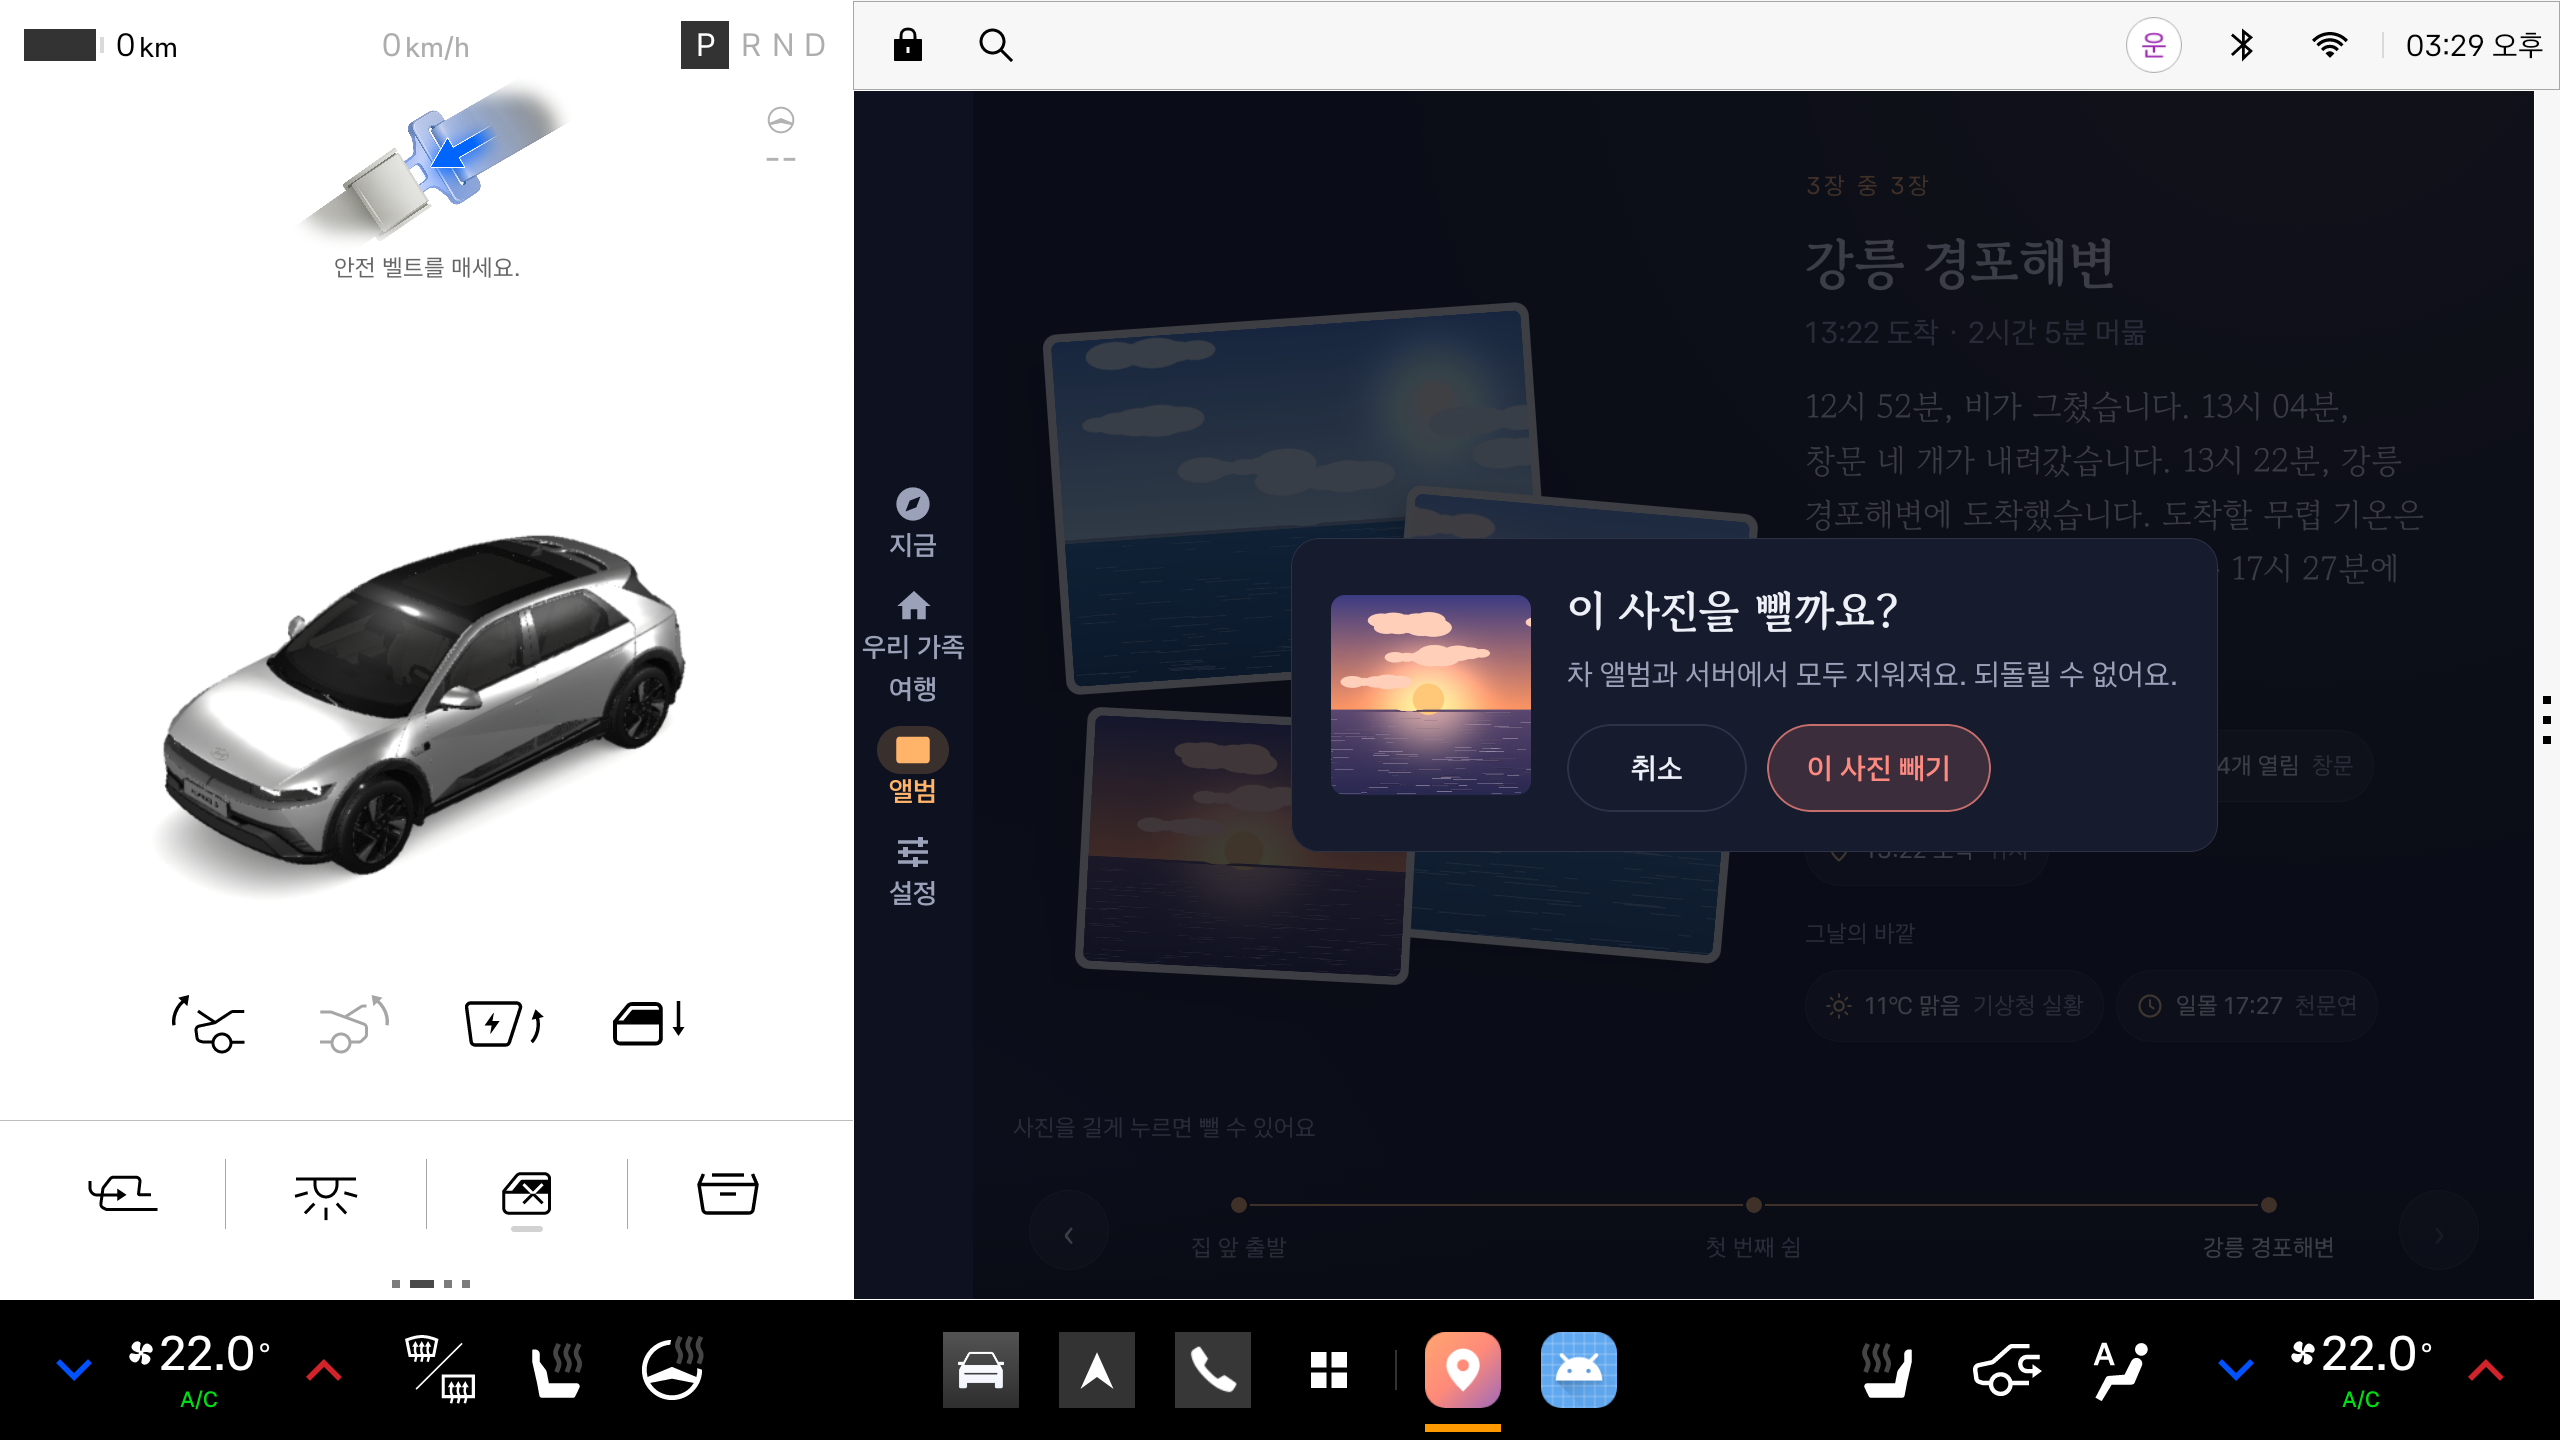 0 km
0 km/h
P R N D
운
03:29 오후
안전 벨트를 매세요.
지금
우리 가족
여행
앨범
설정
3장 중 3장
강릉 경포해변
13:22 도착 · 2시간 5분 머묾
12시 52분, 비가 그쳤습니다. 13시 04분,
창문 네 개가 내려갔습니다. 13시 22분, 강릉
경포해변에 도착했습니다. 도착할 무렵 기온은
17시 27분에
이 사진을 뺄까요?
차 앨범과 서버에서 모두 지워져요. 되돌릴 수 없어요.
취소
이 사진 빼기
4개 열림 창문
그날의 바깥
11°C 맑음 기상청 실황
일몰 17:27 천문연
사진을 길게 누르면 뺄 수 있어요
집 앞 출발
첫 번째 쉼
강릉 경포해변
22.0°
A/C
A
22.0°
A/C